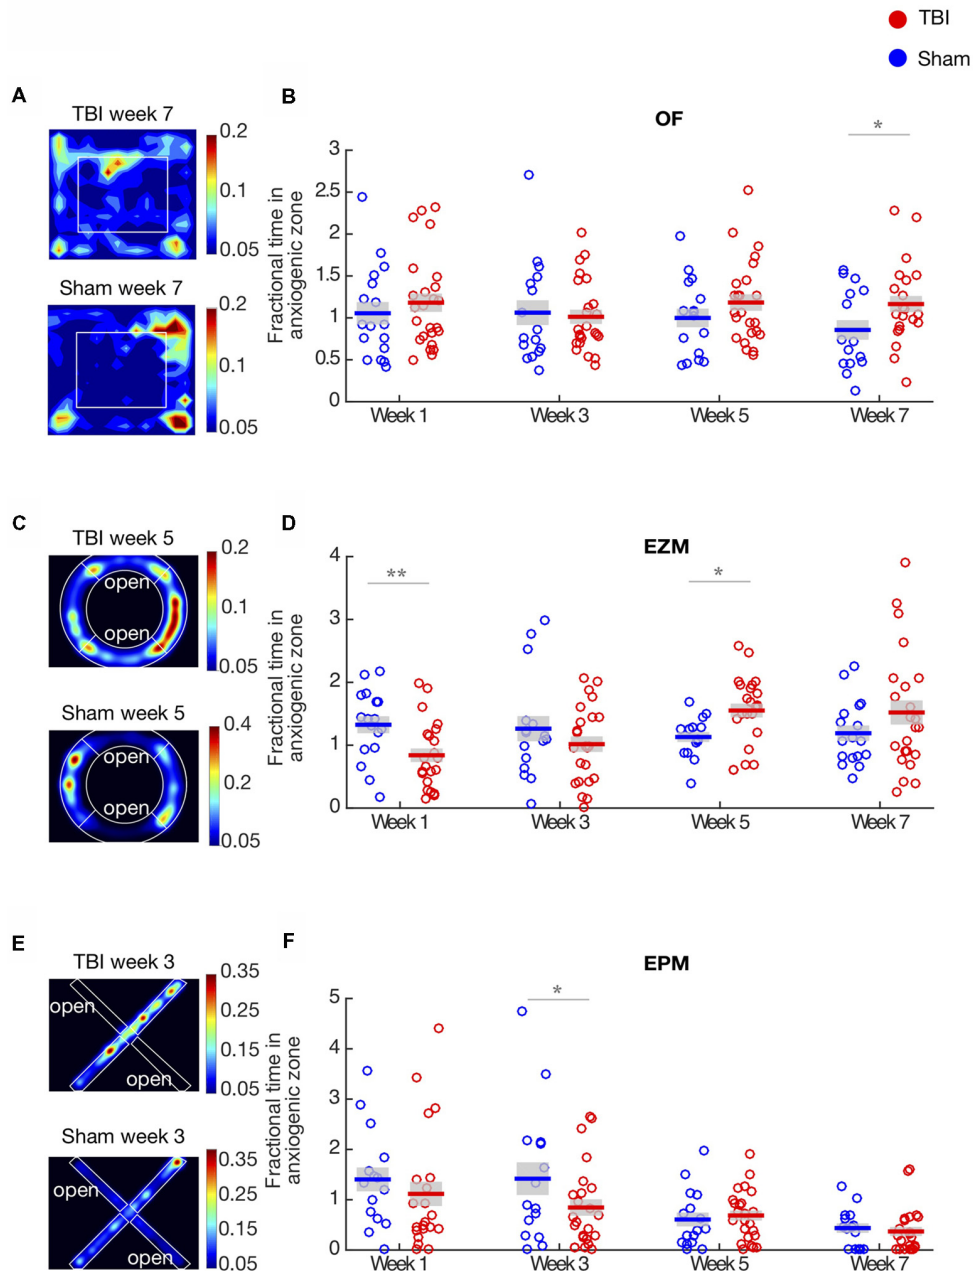 TBI
Sham
A
TBI week 7
0.2
0.1
0.05
Sham week 7
0.2
0.1
0.05
B
OF
*
Fractional time in
anxiogenic zone
3
2.5
2
1.5
1
0.5
0
Week 1
Week 3
Week 5
Week 7
C
TBI week 5
open
open
0.2
0.1
0.05
Sham week 5
open
open
0.4
0.2
0.05
D
EZM
**
*
Fractional time in
anxiogenic zone
4
3
2
1
0
Week 1
Week 3
Week 5
Week 7
E
TBI week 3
open
open
0.35
0.25
0.15
0.05
Sham week 3
open
open
0.35
0.25
0.15
0.05
F
EPM
*
Fractional time in
anxiogenic zone
5
4
3
2
1
0
Week 1
Week 3
Week 5
Week 7